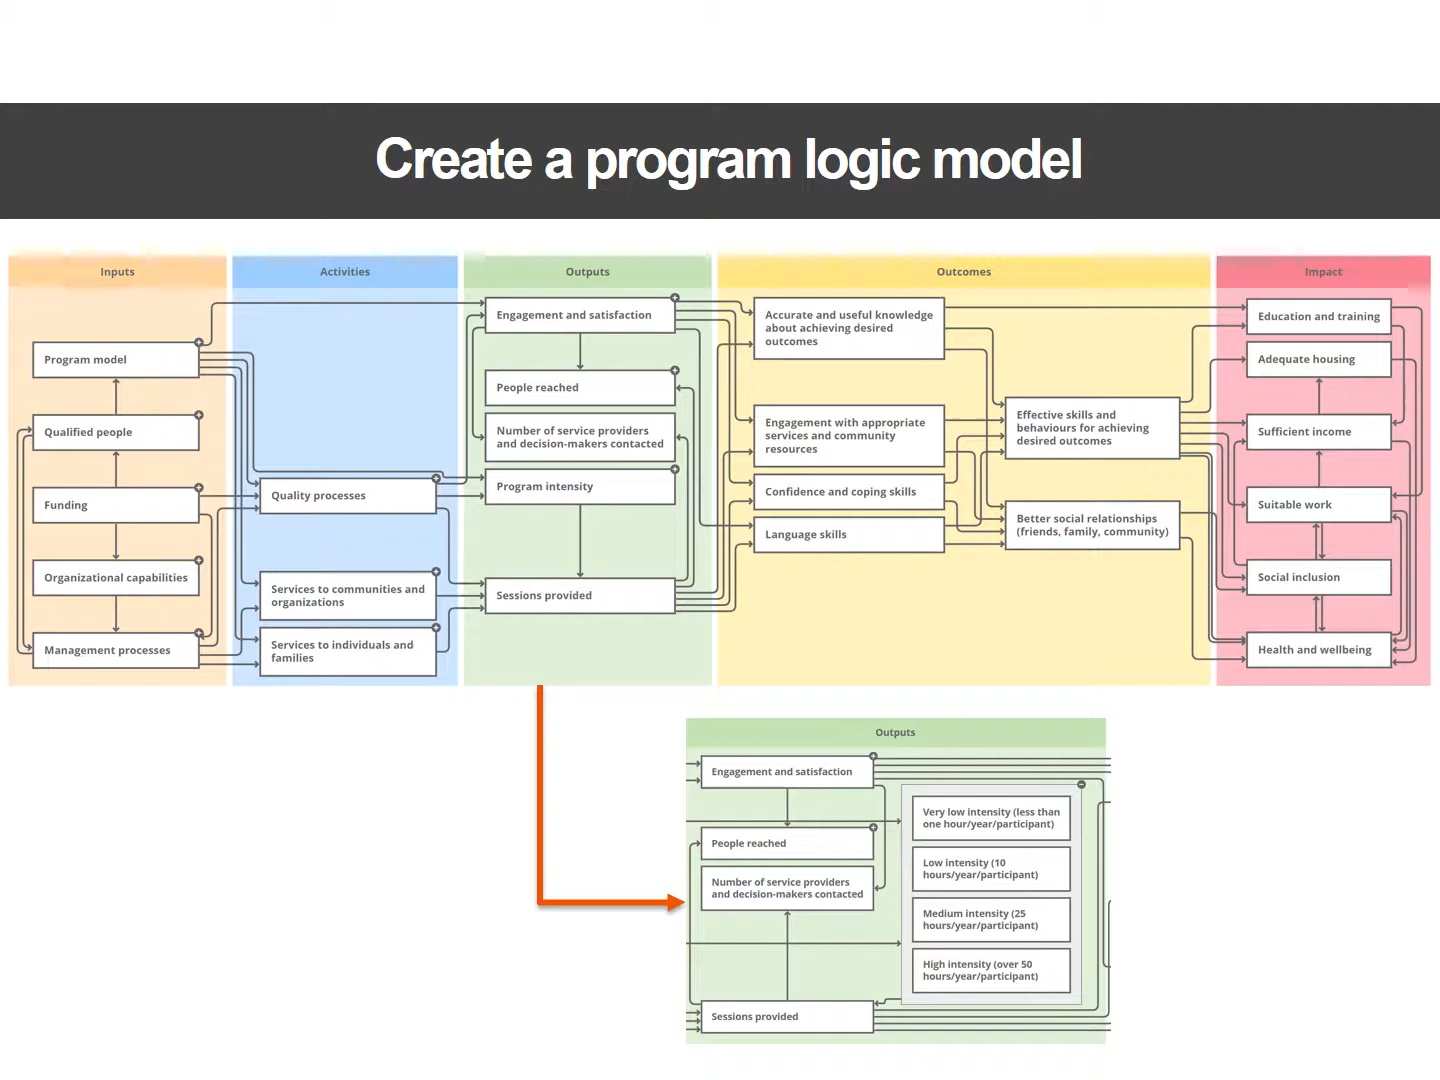 Create a program logic model
Inputs
Activities
Outputs
Outcomes
Impact
Program model
Qualified people
Funding
Organizational capabilities
Management processes
Quality processes
Services to communities and
organizations
Services to individuals and
families
Engagement and satisfaction
People reached
Number of service providers
and decision-makers contacted
Program intensity
Sessions provided
Accurate and useful knowledge
about achieving desired
outcomes
Engagement with appropriate
services and community
resources
Confidence and coping skills
Language skills
Effective skills and
behaviours for achieving
desired outcomes
Better social relationships
(friends, family, community)
Education and training
Adequate housing
Sufficient income
Suitable work
Social inclusion
Health and wellbeing
Outputs
Engagement and satisfaction
People reached
Number of service providers
and decision-makers contacted
Sessions provided
Very low intensity (less than
one hour/year/participant)
Low intensity (10
hours/year/participant)
Medium intensity (25
hours/year/participant)
High intensity (over 50
hours/year/participant)